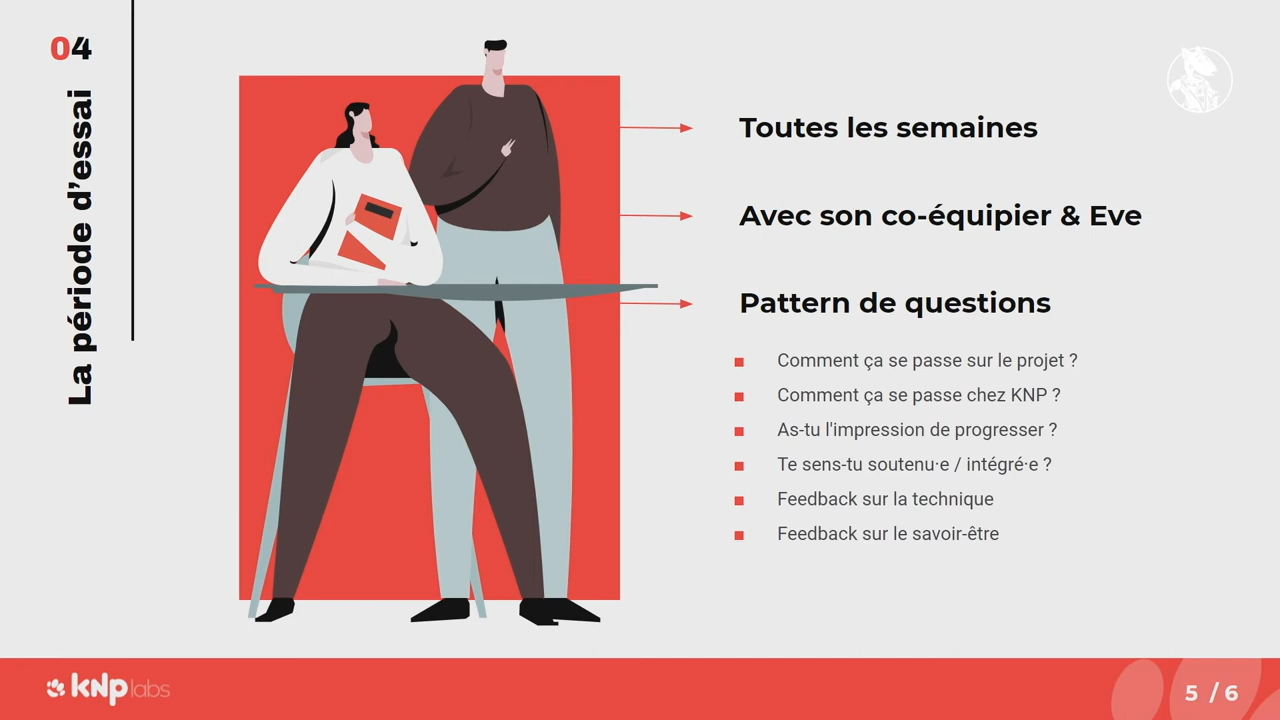 04
La période d'essai
Toutes les semaines
Avec son co-équipier & Eve
Pattern de questions
Comment ça se passe sur le projet ?
Comment ça se passe chez KNP ?
As-tu l'impression de progresser ?
Te sens-tu soutenu·e / intégré·e ?
Feedback sur la technique
Feedback sur le savoir-être
knplabs
5 / 6